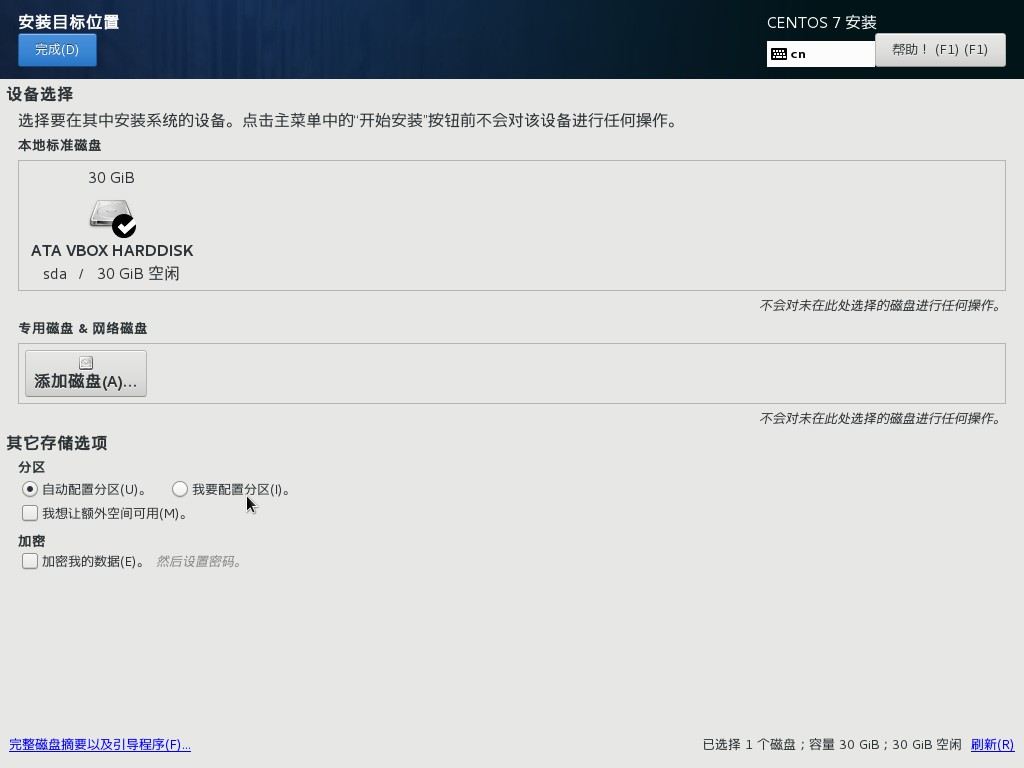 安装目标位置
CENTOS 7 安装
完成(D)
cn
帮助！ (F1) (F1)
设备选择
选择要在其中安装系统的设备。点击主菜单中的“开始安装”按钮前不会对该设备进行任何操作。
本地标准磁盘
30 GiB
ATA VBOX HARDDISK
sda / 30 GiB 空闲
不会对未在此处选择的磁盘进行任何操作。
专用磁盘 & 网络磁盘
添加磁盘(A)...
不会对未在此处选择的磁盘进行任何操作。
其它存储选项
分区
自动配置分区(U)。 我要配置分区(I)。
我想让额外空间可用(M)。
加密
加密我的数据(E)。 然后设置密码。
完整磁盘摘要以及引导程序(F)... 已选择 1 个磁盘；容量 30 GiB；30 GiB 空闲 刷新(R)